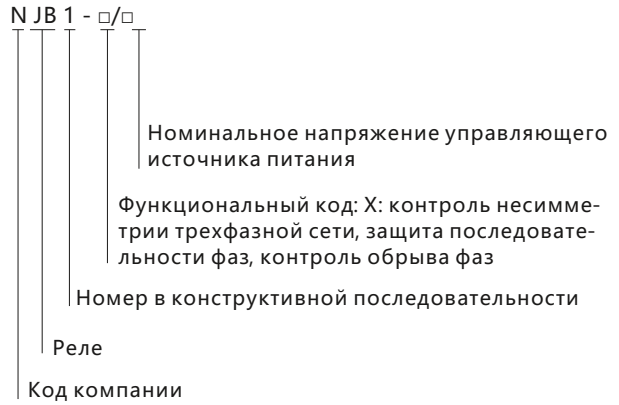 N JB 1 - □/□
Номинальное напряжение управляющего
источника питания
Функциональный код: X: контроль несимме-
трии трехфазной сети, защита последовате-
льности фаз, контроль обрыва фаз
Номер в конструктивной последовательности
Реле
Код компании